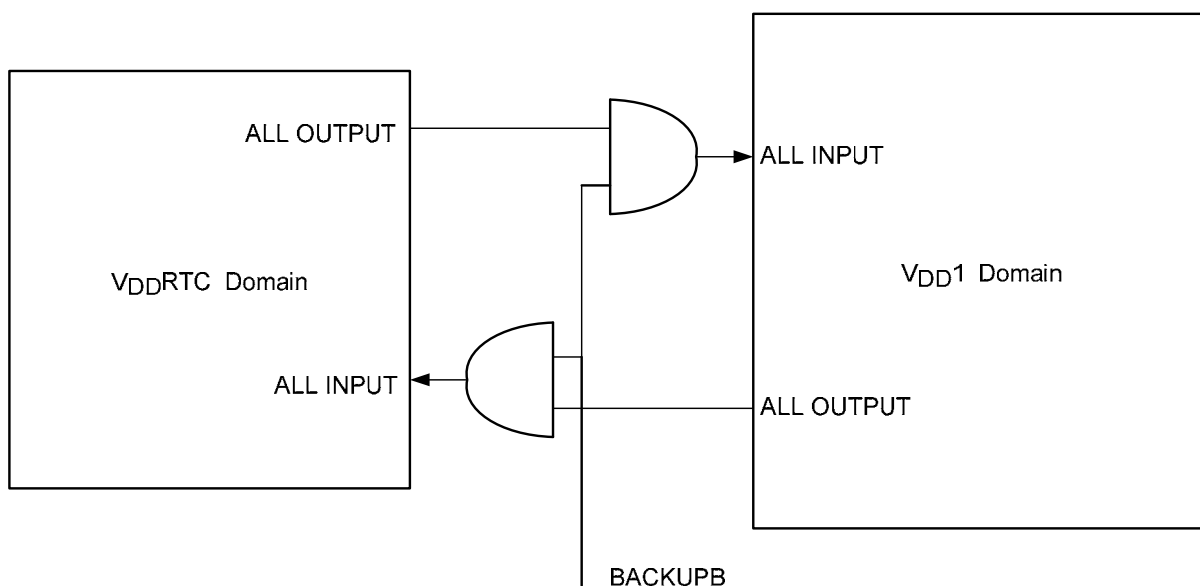 ALL OUTPUT
ALL INPUT
VDDRTC Domain
VDD1 Domain
ALL INPUT
ALL OUTPUT
BACKUPB